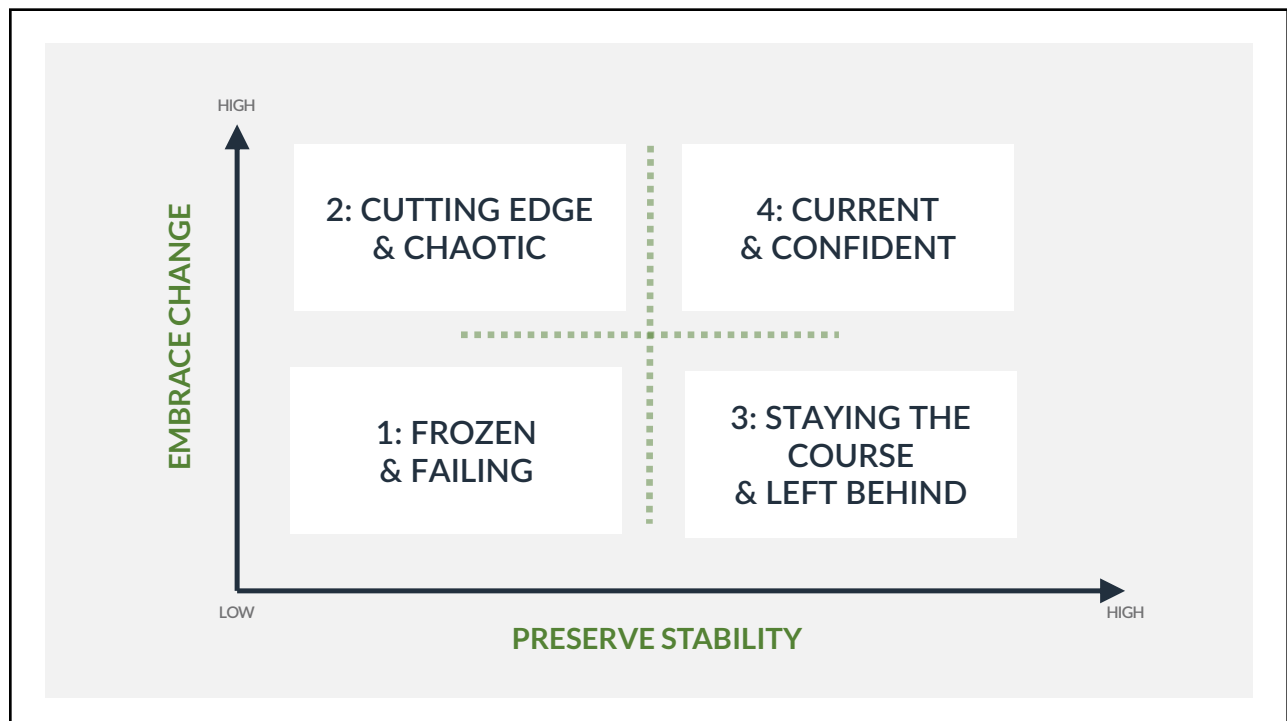 HIGH
EMBRACE CHANGE
2: CUTTING EDGE
& CHAOTIC
4: CURRENT
& CONFIDENT
1: FROZEN
& FAILING
3: STAYING THE
COURSE
& LEFT BEHIND
LOW
HIGH
PRESERVE STABILITY